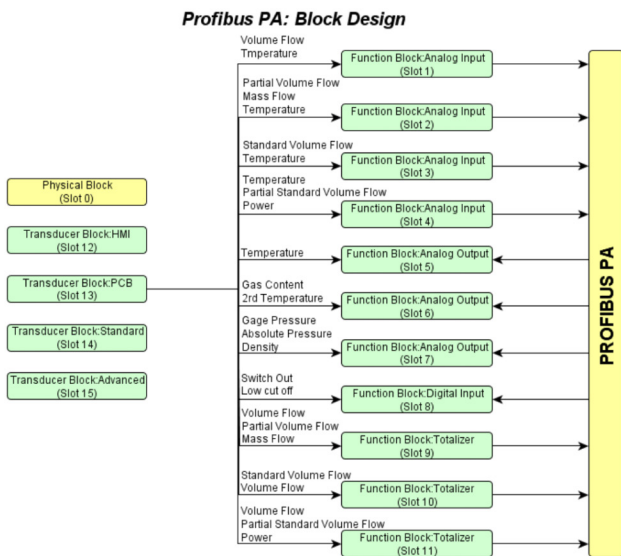 Profibus PA: Block Design
Volume Flow
Tmperature
Function Block:Analog Input
(Slot 1)
Partial Volume Flow
Mass Flow
Temperature
Function Block:Analog Input
(Slot 2)
Standard Volume Flow
Temperature
Function Block:Analog Input
(Slot 3)
Temperature
Partial Standard Volume Flow
Power
Function Block:Analog Input
(Slot 4)
Physical Block
(Slot 0)
Transducer Block:HMI
(Slot 12)
Transducer Block:PCB
(Slot 13)
Transducer Block:Standard
(Slot 14)
Transducer Block:Advanced
(Slot 15)
Temperature
Function Block:Analog Output
(Slot 5)
Gas Content
2rd Temperature
Function Block:Analog Output
(Slot 6)
Gage Pressure
Absolute Pressure
Density
Function Block:Analog Output
(Slot 7)
Switch Out
Low cut off
Function Block:Digital Input
(Slot 8)
Volume Flow
Partial Volume Flow
Mass Flow
Function Block:Totalizer
(Slot 9)
Standard Volume Flow
Volume Flow
Function Block:Totalizer
(Slot 10)
Volume Flow
Partial Standard Volume Flow
Power
Function Block:Totalizer
(Slot 11)
PROFIBUS PA